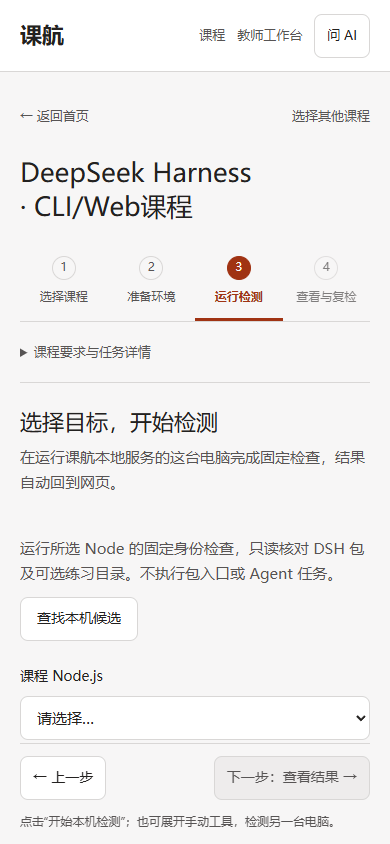 课航
课程 教师工作台 问 AI
← 返回首页 选择其他课程
DeepSeek Harness
· CLI/Web课程
1 2 3 4
选择课程 准备环境 运行检测 查看与复检
▶ 课程要求与任务详情
选择目标，开始检测
在运行课航本地服务的这台电脑完成固定检查，结果
自动回到网页。
运行所选 Node 的固定身份检查，只读核对 DSH 包
及可选练习目录。不执行包入口或 Agent 任务。
查找本机候选
课程 Node.js
请选择...
← 上一步 下一步：查看结果 →
点击“开始本机检测”；也可展开手动工具，检测另一台电脑。